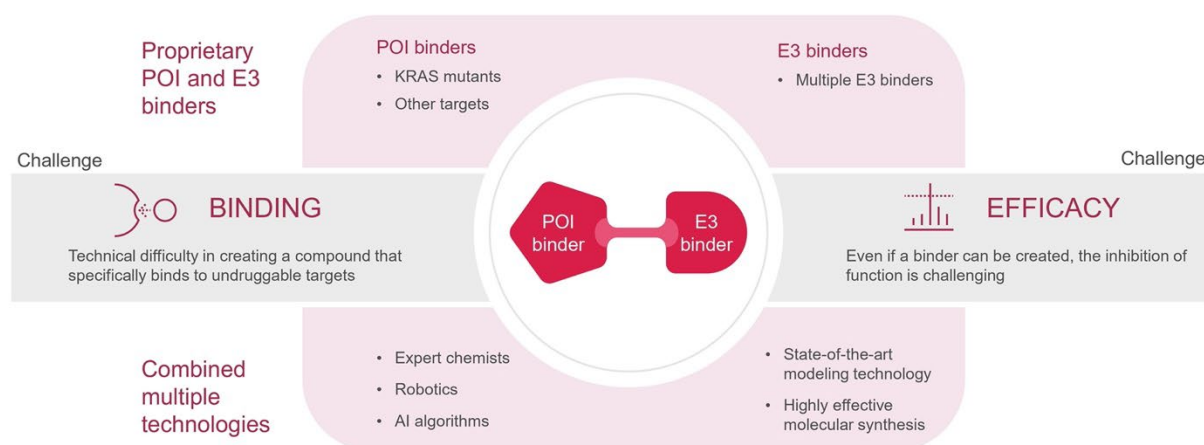 Proprietary
POI and E3
binders
POI binders
• KRAS mutants
• Other targets
E3 binders
• Multiple E3 binders
Challenge
BINDING
Technical difficulty in creating a compound that
specifically binds to undruggable targets
POI
binder
E3
binder
Challenge
EFFICACY
Even if a binder can be created, the inhibition of
function is challenging
Combined
multiple
technologies
• Expert chemists
• Robotics
• AI algorithms
• State-of-the-art
modeling technology
• Highly effective
molecular synthesis